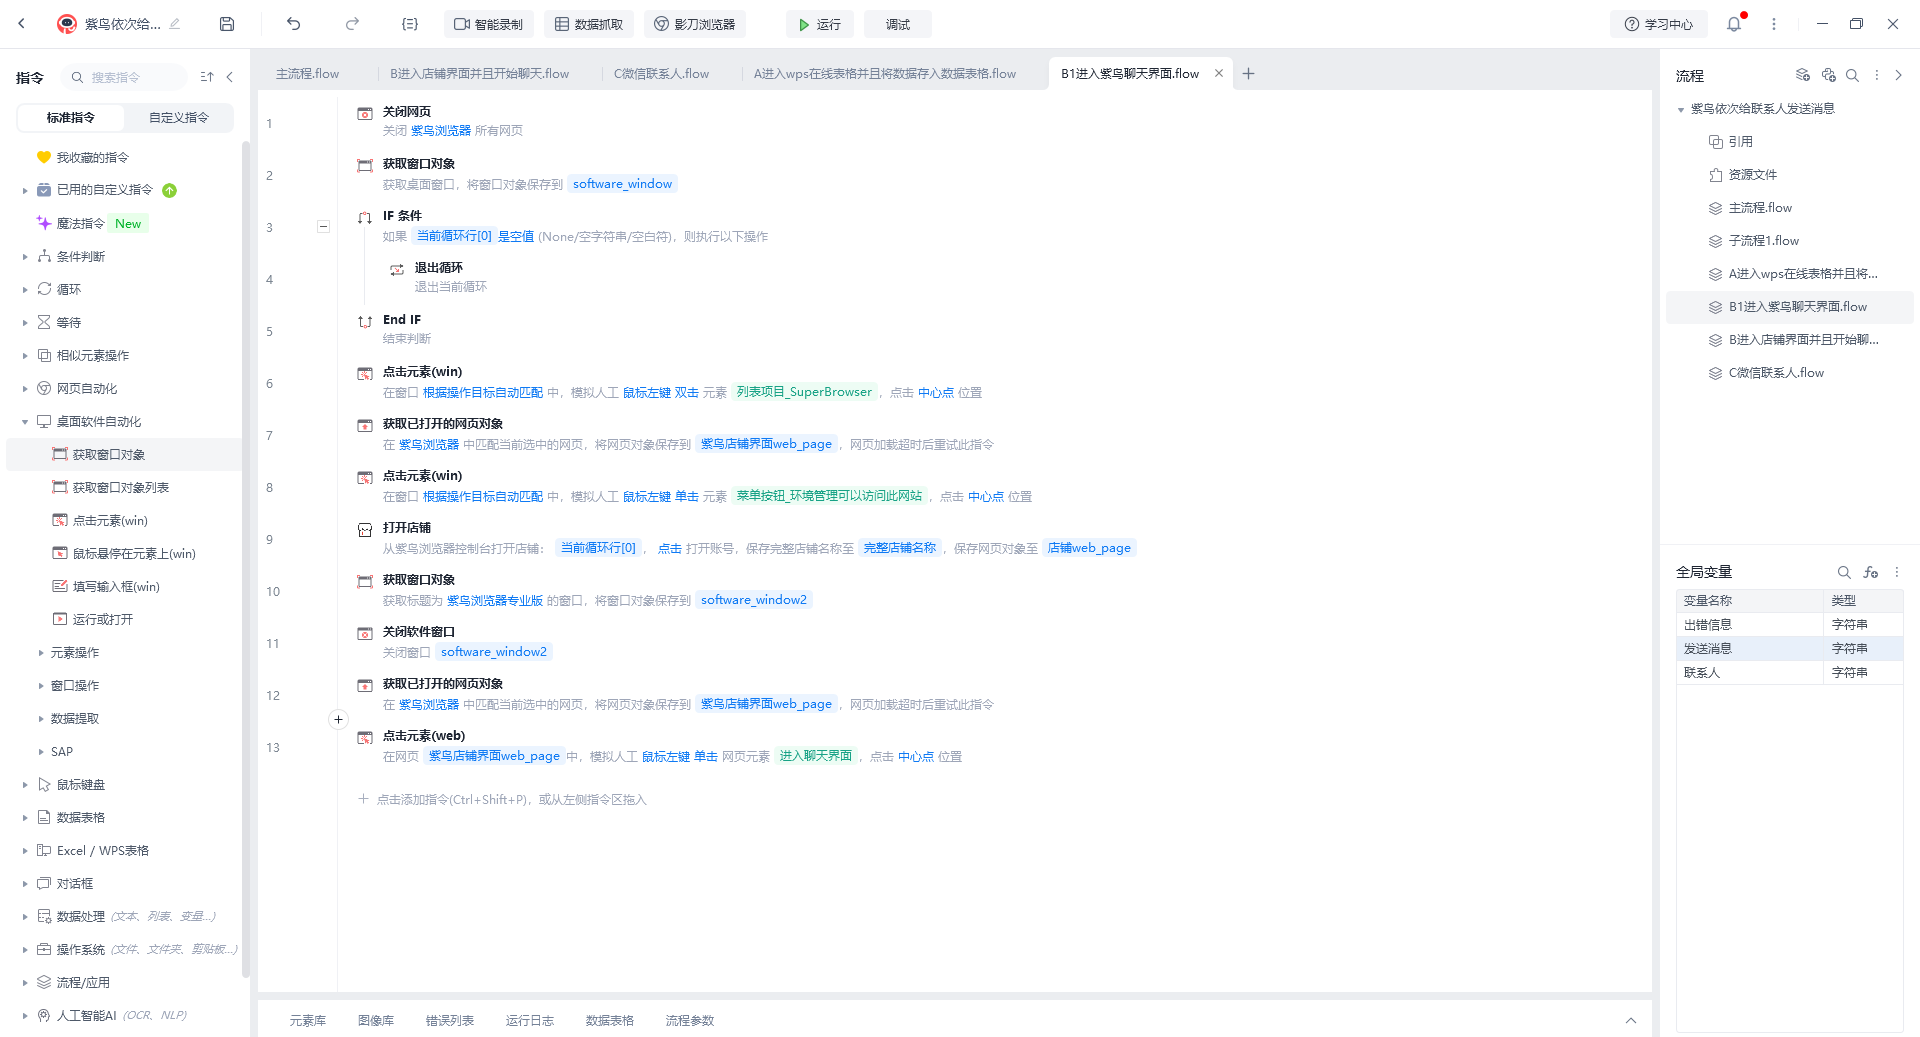 紫鸟依次给...
智能录制
数据抓取
影刀浏览器
运行
调试
学习中心
指令
搜索指令
标准指令
自定义指令
我收藏的指令
已用的自定义指令
魔法指令 New
条件判断
循环
等待
相似元素操作
网页自动化
桌面软件自动化
获取窗口对象
获取窗口对象列表
点击元素(win)
鼠标悬停在元素上(win)
填写输入框(win)
运行或打开
元素操作
窗口操作
数据提取
SAP
鼠标键盘
数据表格
Excel / WPS表格
对话框
数据处理 (文本、列表、变量...)
操作系统 (文件、文件夹、剪贴板...)
流程/应用
人工智能AI (OCR、NLP)
主流程.flow
B进入店铺界面并且开始聊天.flow
C微信联系人.flow
A进入wps在线表格并且将数据存入数据表格.flow
B1进入紫鸟聊天界面.flow
1
关闭网页
关闭 紫鸟浏览器 所有网页
2
获取窗口对象
获取桌面窗口，将窗口对象保存到 software_window
3
IF 条件
如果 当前循环行[0] 是空值 (None/空字符串/空白符)，则执行以下操作
4
退出循环
退出当前循环
5
End IF
结束判断
6
点击元素(win)
在窗口 根据操作目标自动匹配 中，模拟人工 鼠标左键 双击 元素 列表项目_SuperBrowser ，点击 中心点 位置
7
获取已打开的网页对象
在 紫鸟浏览器 中匹配当前选中的网页，将网页对象保存到 紫鸟店铺界面web_page ，网页加载超时后重试此指令
8
点击元素(win)
在窗口 根据操作目标自动匹配 中，模拟人工 鼠标左键 单击 元素 菜单按钮_环境管理可以访问此网站 ，点击 中心点 位置
9
打开店铺
从紫鸟浏览器控制台打开店铺： 当前循环行[0] ， 点击 打开账号，保存完整店铺名称至 完整店铺名称 ，保存网页对象至 店铺web_page
10
获取窗口对象
获取标题为 紫鸟浏览器专业版 的窗口，将窗口对象保存到 software_window2
11
关闭软件窗口
关闭窗口 software_window2
12
获取已打开的网页对象
在 紫鸟浏览器 中匹配当前选中的网页，将网页对象保存到 紫鸟店铺界面web_page ，网页加载超时后重试此指令
13
点击元素(web)
在网页 紫鸟店铺界面web_page 中，模拟人工 鼠标左键 单击 网页元素 进入聊天界面 ，点击 中心点 位置
点击添加指令(Ctrl+Shift+P)，或从左侧指令区拖入
元素库
图像库
错误列表
运行日志
数据表格
流程参数
流程
紫鸟依次给联系人发送消息
引用
资源文件
主流程.flow
子流程1.flow
A进入wps在线表格并且将...
B1进入紫鸟聊天界面.flow
B进入店铺界面并且开始聊...
C微信联系人.flow
全局变量
变量名称 类型
出错信息 字符串
发送消息 字符串
联系人 字符串